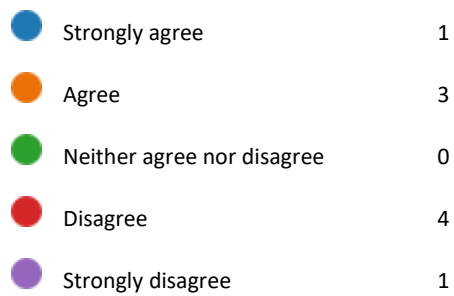 Strongly agree 1
Agree 3
Neither agree nor disagree 0
Disagree 4
Strongly disagree 1